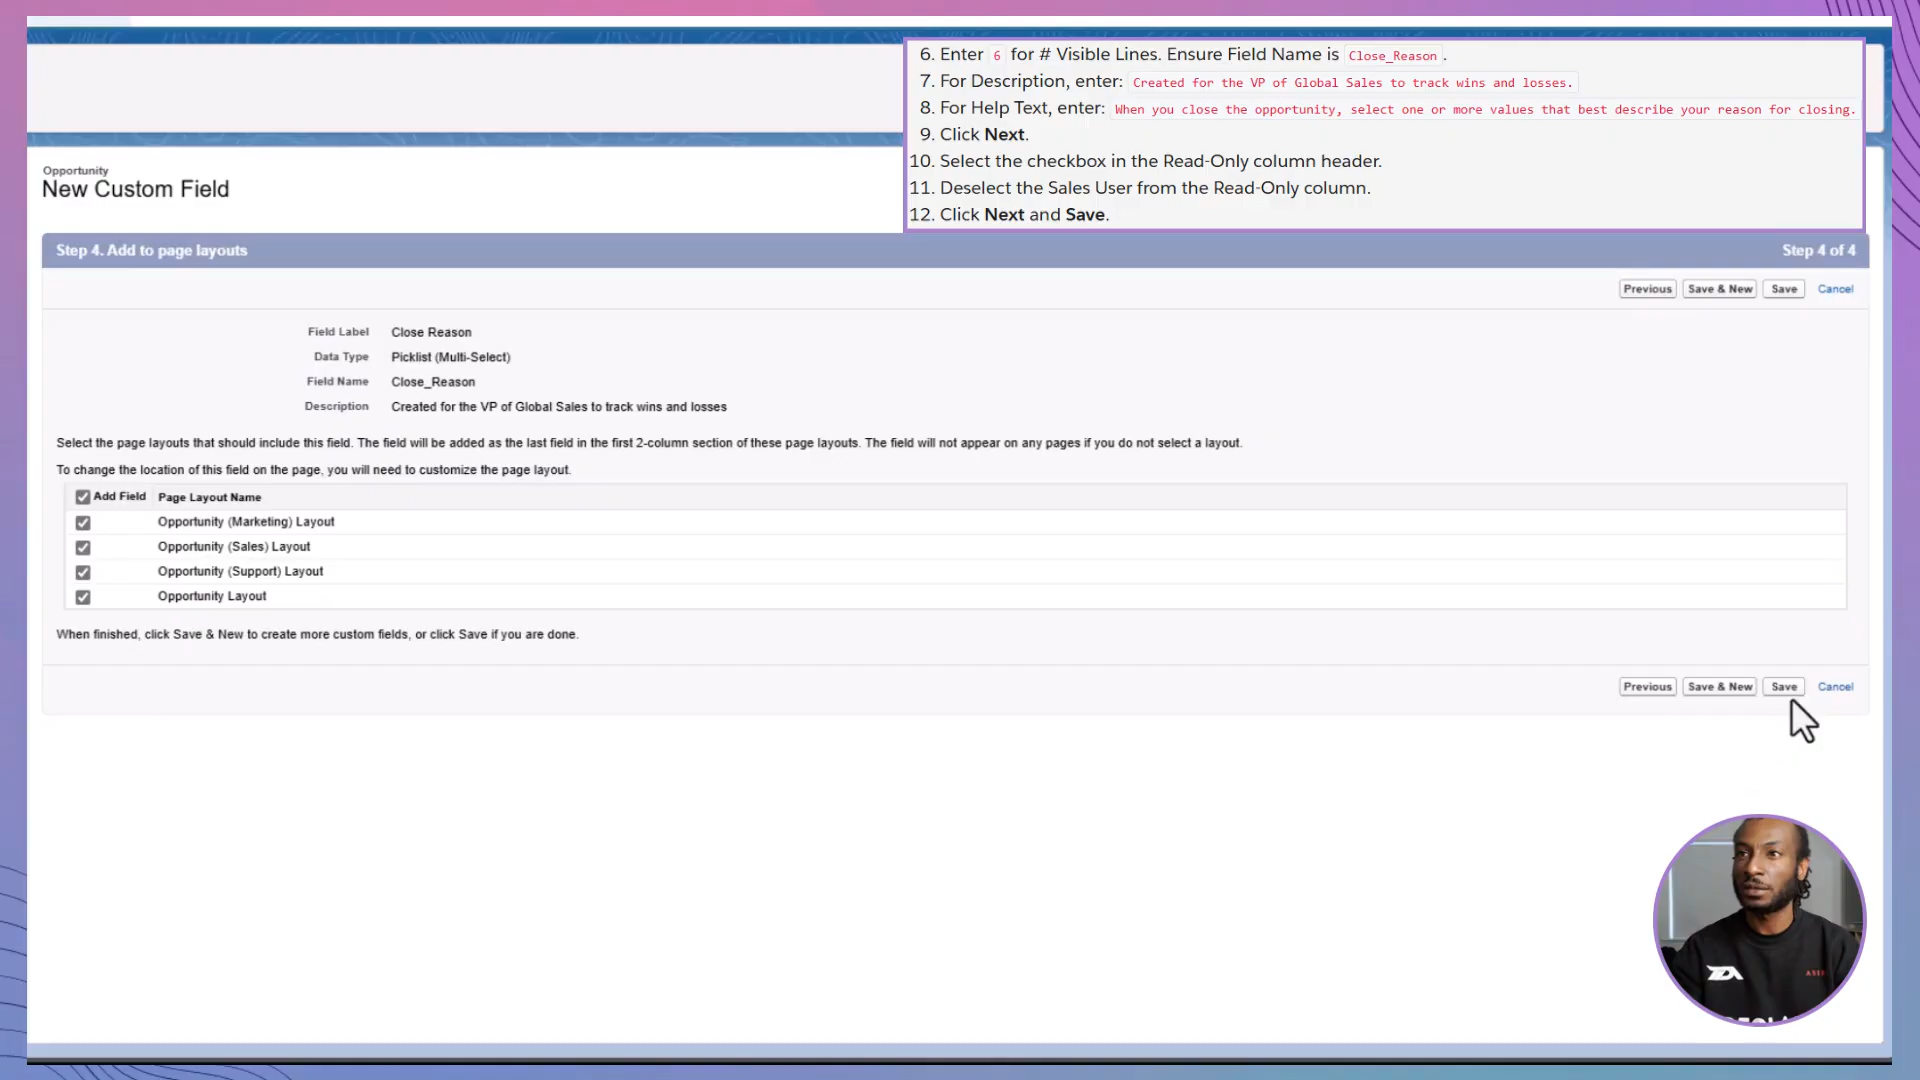 6. Enter 6 for # Visible Lines. Ensure Field Name is Close_Reason.
7. For Description, enter: Created for the VP of Global Sales to track wins and losses.
8. For Help Text, enter: When you close the opportunity, select one or more values that best describe your reason for closing.
9. Click Next.
10. Select the checkbox in the Read-Only column header.
11. Deselect the Sales User from the Read-Only column.
12. Click Next and Save.
Opportunity
New Custom Field
Step 4. Add to page layouts Step 4 of 4
Previous Save & New Save Cancel
Field Label Close Reason
Data Type Picklist (Multi-Select)
Field Name Close_Reason
Description Created for the VP of Global Sales to track wins and losses
Select the page layouts that should include this field. The field will be added as the last field in the first 2-column section of these page layouts. The field will not appear on any pages if you do not select a layout.
To change the location of this field on the page, you will need to customize the page layout.
Add Field Page Layout Name
Opportunity (Marketing) Layout
Opportunity (Sales) Layout
Opportunity (Support) Layout
Opportunity Layout
When finished, click Save & New to create more custom fields, or click Save if you are done.
Previous Save & New Save Cancel